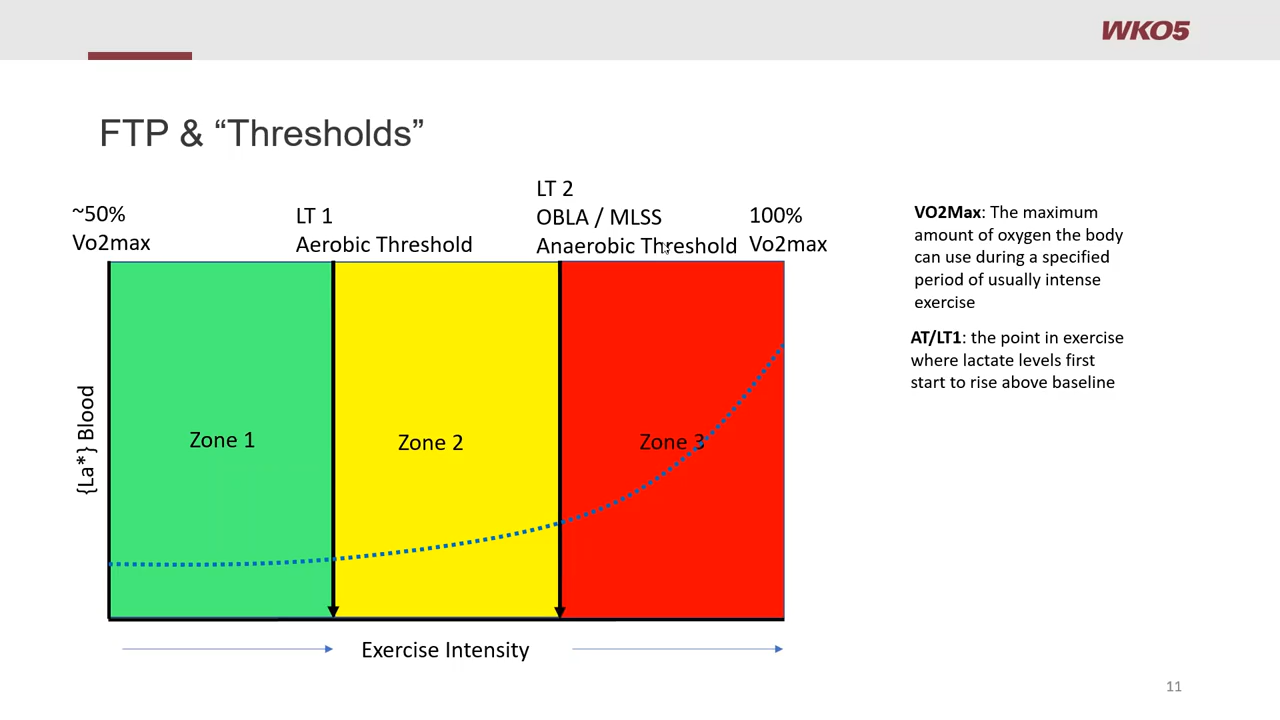 WKO5
FTP & “Thresholds”
~50%
Vo2max
LT 1
Aerobic Threshold
LT 2
OBLA / MLSS
Anaerobic Threshold
100%
Vo2max
{La*} Blood
Zone 1
Zone 2
Zone 3
Exercise Intensity
VO2Max: The maximum
amount of oxygen the body
can use during a specified
period of usually intense
exercise
AT/LT1: the point in exercise
where lactate levels first
start to rise above baseline
11